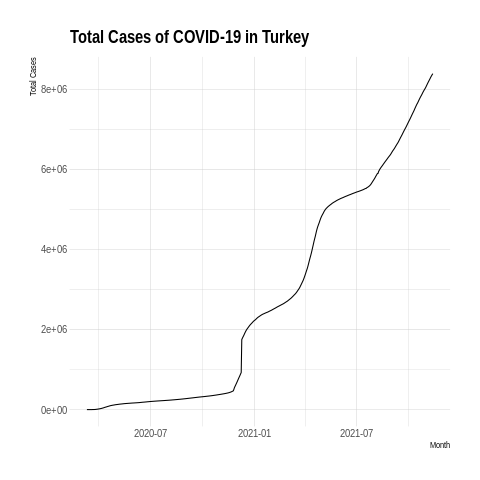 Total Cases of COVID-19 in Turkey
Total Cases
8e+06
6e+06
4e+06
2e+06
0e+00
2020-07 2021-01 2021-07
Month